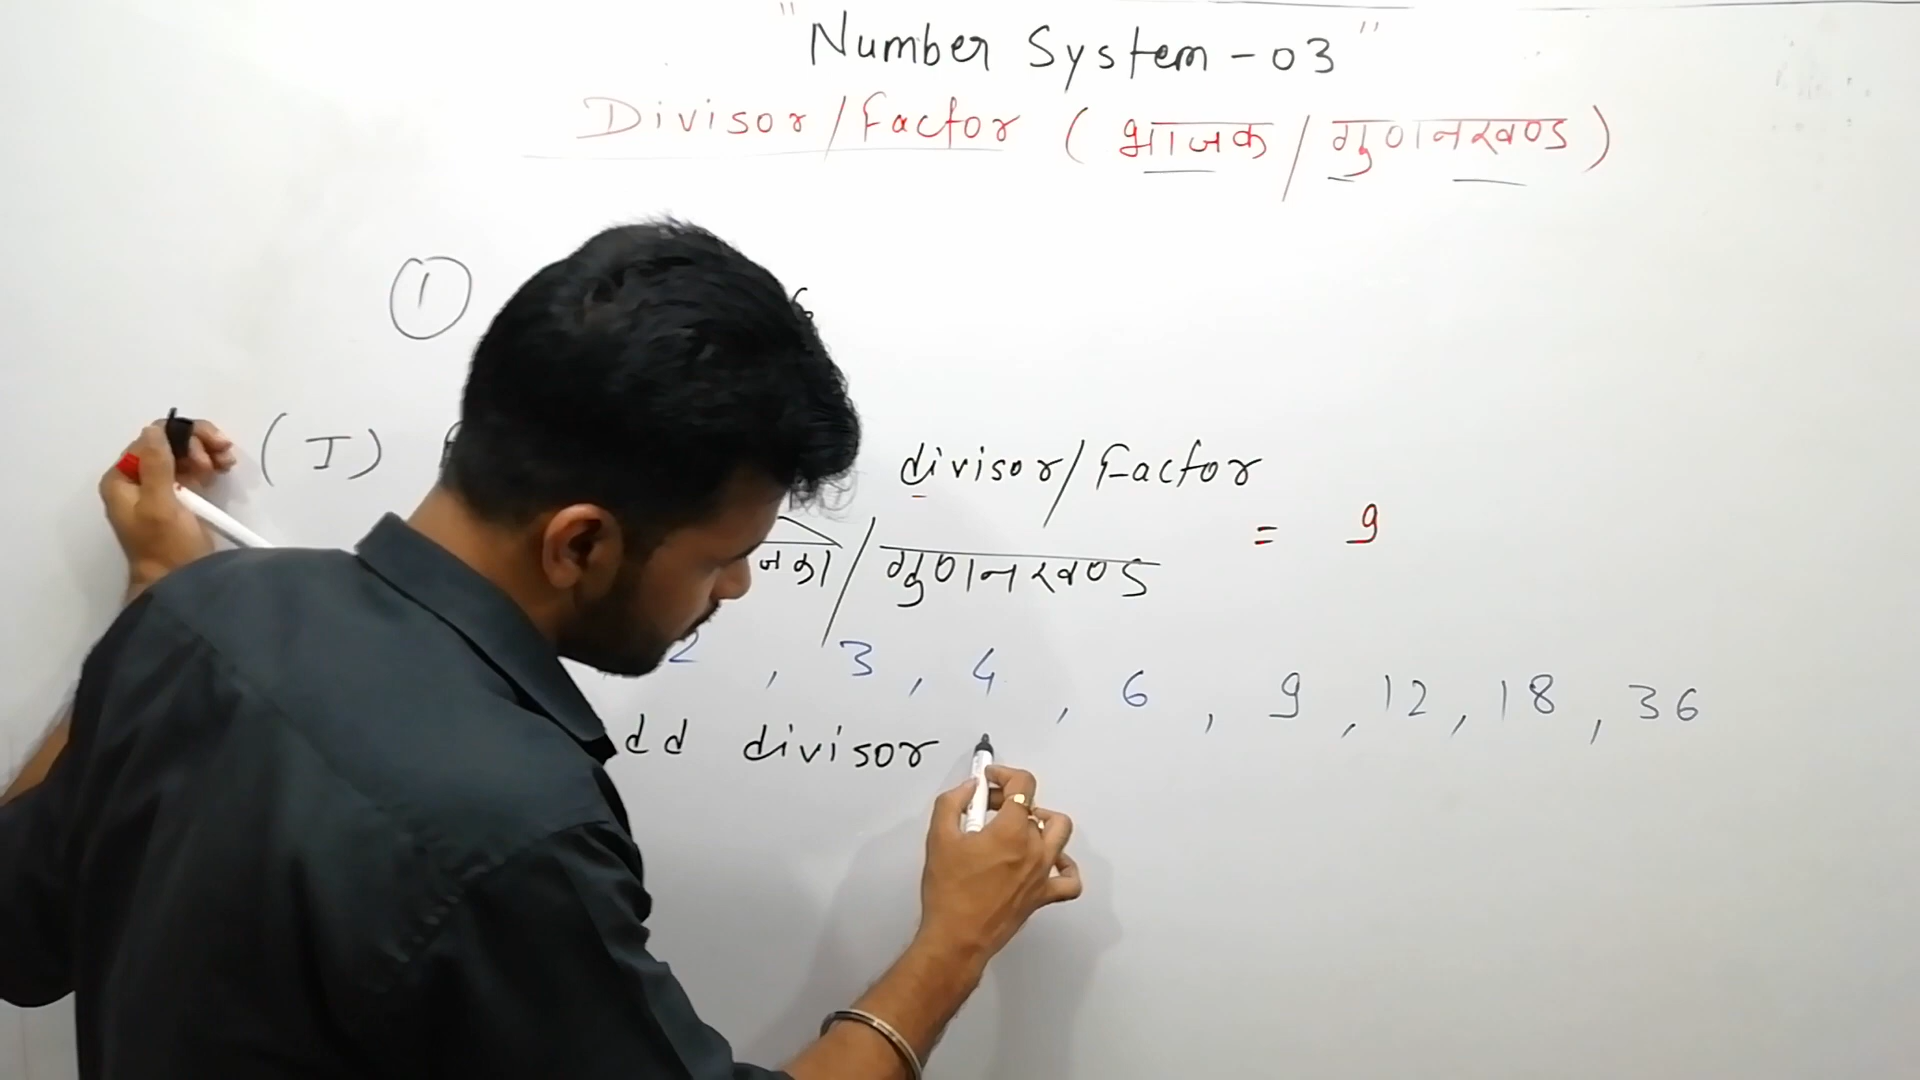 "Number System - 03"
Divisor/Factor (भाजक/गुणनखण्ड)
1
(I) divisor/Factor
जको/गुणनखण्ड = 9
2, 3, 4, 6, 9, 12, 18, 36
dd divisor